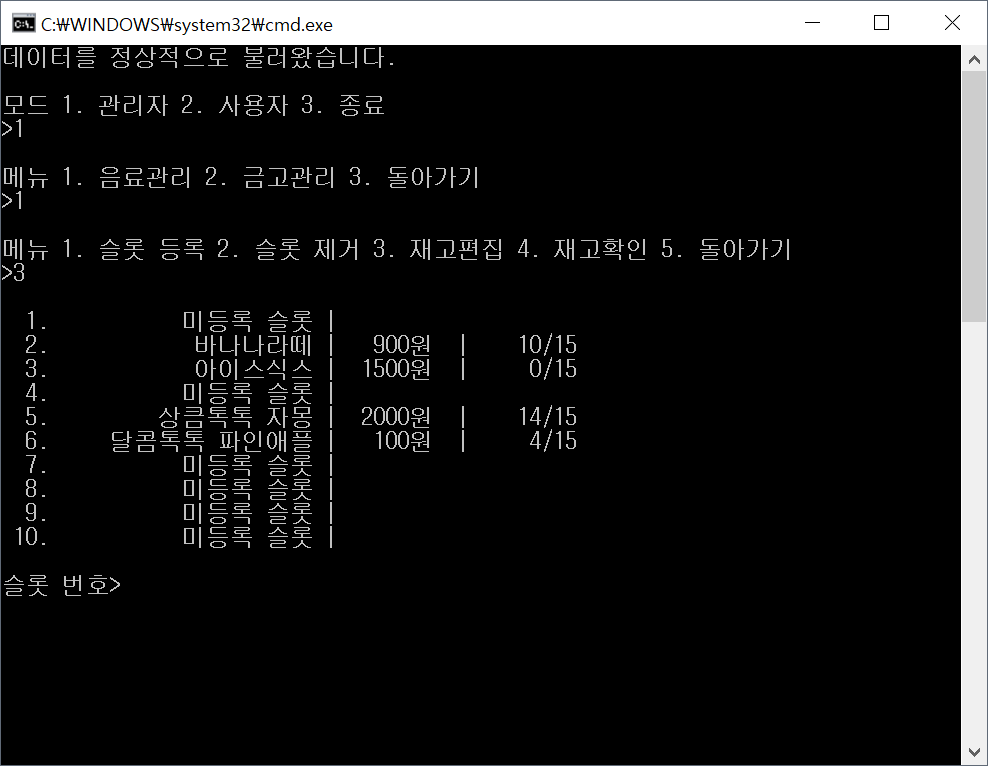 C:\WINDOWS\system32\cmd.exe
데이터를 정상적으로 불러왔습니다.
모드 1. 관리자 2. 사용자 3. 종료
>1
메뉴 1. 음료관리 2. 금고관리 3. 돌아가기
>1
메뉴 1. 슬롯 등록 2. 슬롯 제거 3. 재고편집 4. 재고확인 5. 돌아가기
>3
1. 미등록 슬롯 |
2. 바나나라떼 | 900원 | 10/15
3. 아이스식스 | 1500원 | 0/15
4. 미등록 슬롯 |
5. 상큼톡톡 자몽 | 2000원 | 14/15
6. 달콤톡톡 파인애플 | 100원 | 4/15
7. 미등록 슬롯 |
8. 미등록 슬롯 |
9. 미등록 슬롯 |
10. 미등록 슬롯 |
슬롯 번호>